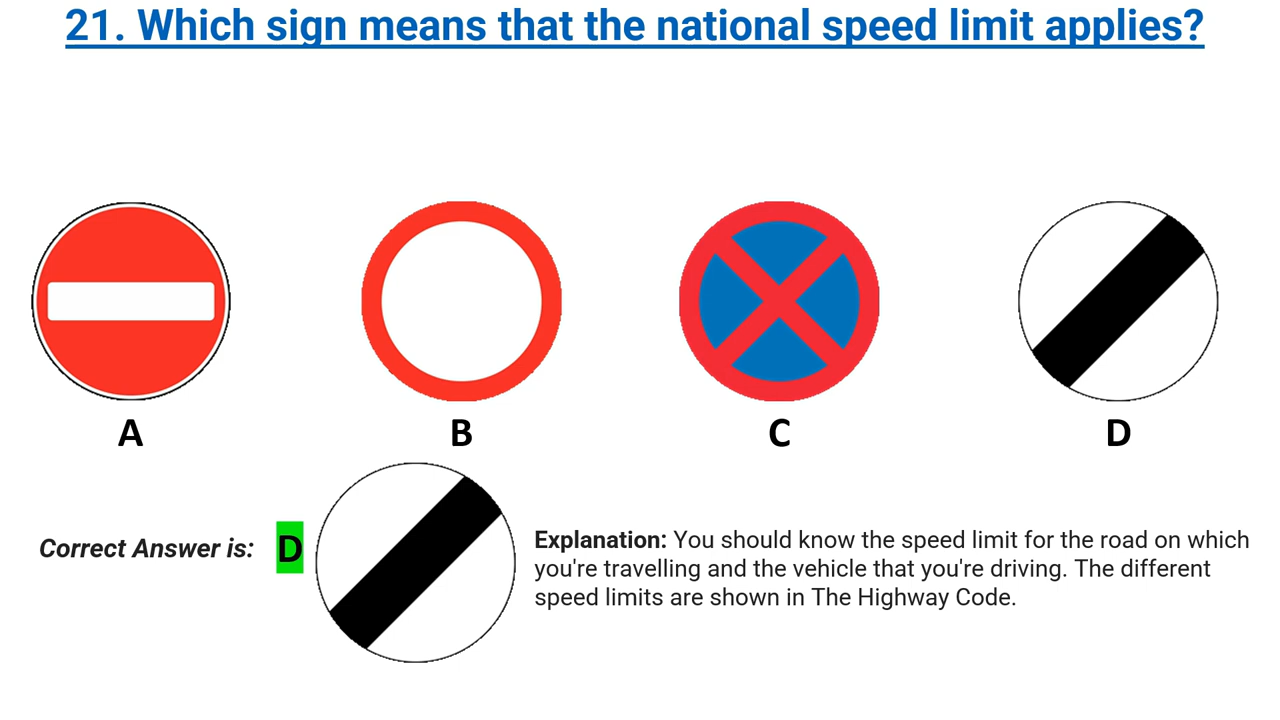 21. Which sign means that the national speed limit applies?
A
B
C
D
Correct Answer is: D
Explanation: You should know the speed limit for the road on which
you're travelling and the vehicle that you're driving. The different
speed limits are shown in The Highway Code.